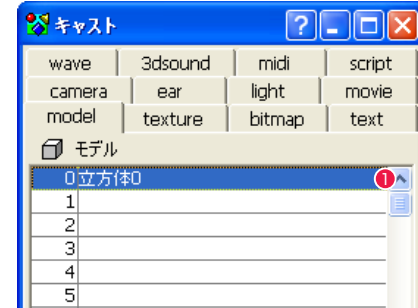 キャスト
wave 3dsound midi script
camera ear light movie
model texture bitmap text
モデル
0 立方体0 1
1
2
3
4
5